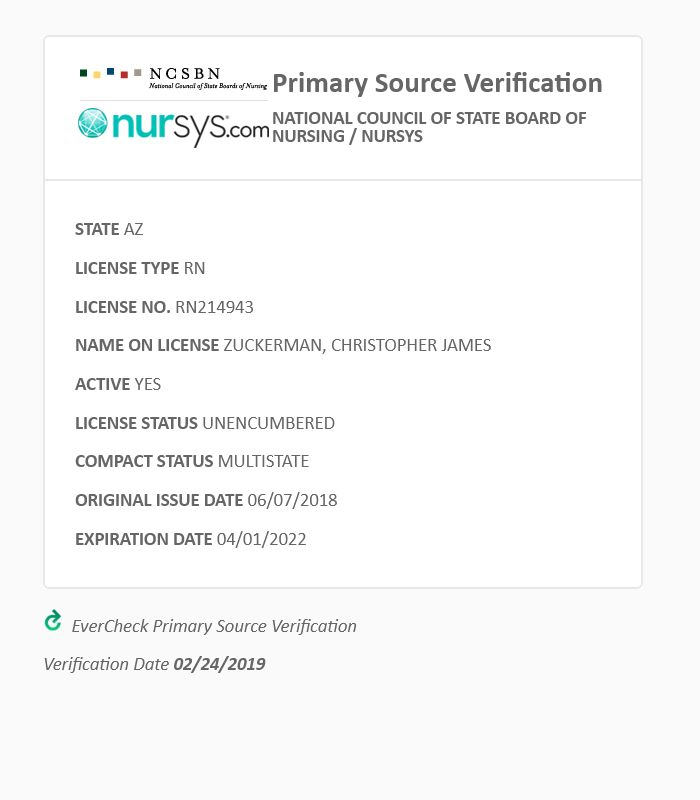 NCSBN
National Council of State Boards of Nursing
nursys.com
Primary Source Verification
NATIONAL COUNCIL OF STATE BOARD OF
NURSING / NURSYS
STATE AZ
LICENSE TYPE RN
LICENSE NO. RN214943
NAME ON LICENSE ZUCKERMAN, CHRISTOPHER JAMES
ACTIVE YES
LICENSE STATUS UNENCUMBERED
COMPACT STATUS MULTISTATE
ORIGINAL ISSUE DATE 06/07/2018
EXPIRATION DATE 04/01/2022
EverCheck Primary Source Verification
Verification Date 02/24/2019